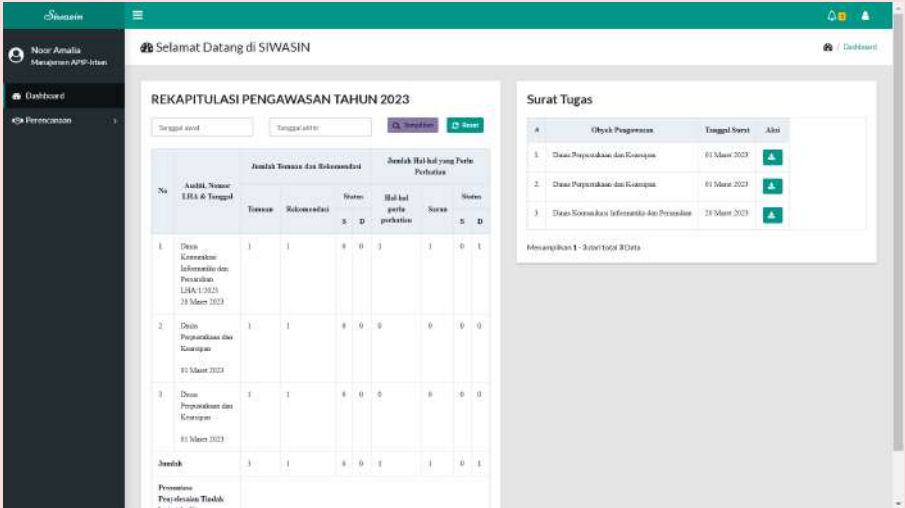 Siwasin
Noor Amalia
Manajemen APIP-Irban
Dashboard
Perencanaan
Selamat Datang di SIWASIN
/ Dashboard
REKAPITULASI PENGAWASAN TAHUN 2023
Tanggal awal
Tanggal akhir
Tampilkan
Reset
No
Auditi, Nomor LHA & Tanggal
Jumlah Temuan dan Rekomendasi
Jumlah Hal-hal yang Perlu Perhatian
Temuan
Rekomendasi
Status
Hal-hal perlu perhatian
Saran
Status
S D
S D
1. Dinas Komunikasi Informatika dan Persandian LHA/1/2023 28 Maret 2023 1 1 0 0 1 1 0 1
2. Dinas Perpustakaan dan Kearsipan 01 Maret 2023 1 1 0 0 0 0 0 0
3. Dinas Perpustakaan dan Kearsipan 01 Maret 2023 1 1 0 0 0 0 0 0
Jumlah 3 0 0 1 1 0 1
Penyelesaian Tindak
Surat Tugas
# Obyek Pengawasan Tanggal Surat Aksi
1. Dinas Perpustakaan dan Kearsipan 01 Maret 2023
2. Dinas Perpustakaan dan Kearsipan 01 Maret 2023
3. Dinas Komunikasi Informatika dan Persandian 28 Maret 2023
Menampilkan 1 - 3 dari total 3 Data